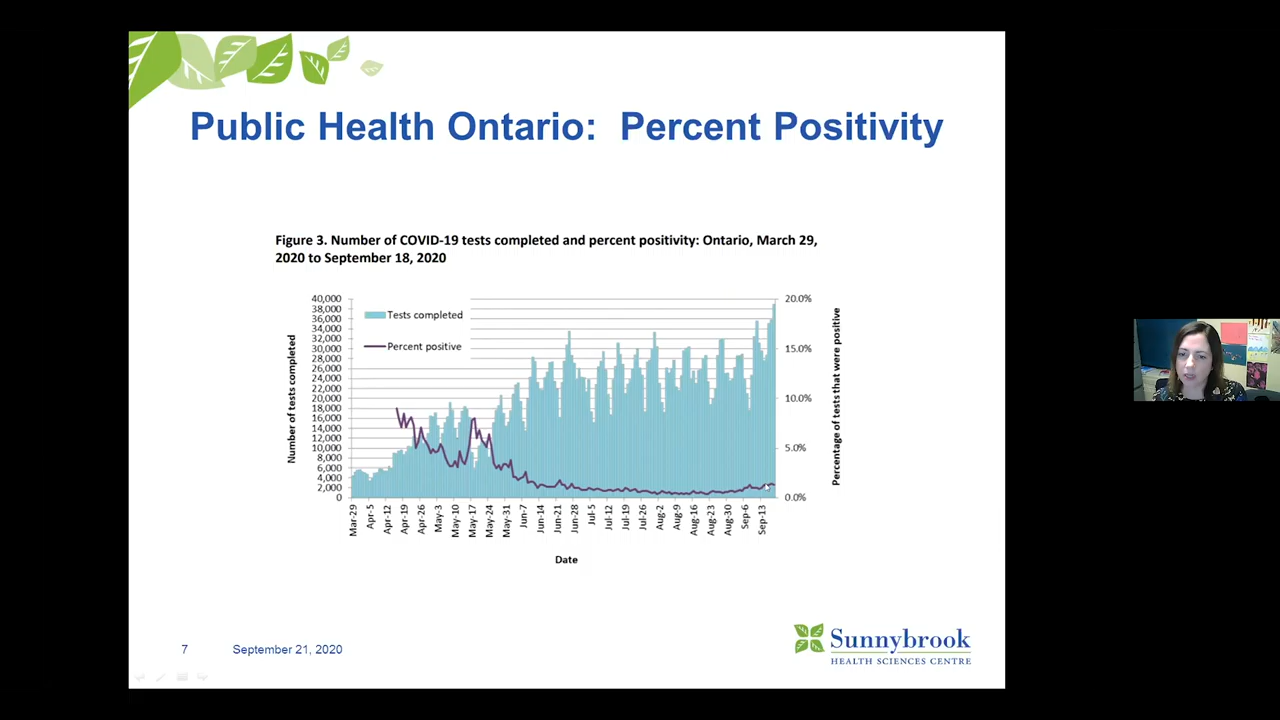 Public Health Ontario: Percent Positivity
Figure 3. Number of COVID-19 tests completed and percent positivity: Ontario, March 29,
2020 to September 18, 2020
Number of tests completed
40,000
38,000
36,000
34,000
32,000
30,000
28,000
26,000
24,000
22,000
20,000
18,000
16,000
14,000
12,000
10,000
8,000
6,000
4,000
2,000
0
Tests completed
Percent positive
20.0%
15.0%
10.0%
5.0%
0.0%
Percentage of tests that were positive
Mar-29
Apr-5
Apr-12
Apr-19
Apr-26
May-3
May-10
May-17
May-24
May-31
Jun-7
Jun-14
Jun-21
Jun-28
Jul-5
Jul-12
Jul-19
Jul-26
Aug-2
Aug-9
Aug-16
Aug-23
Aug-30
Sep-6
Sep-13
Date
7 September 21, 2020
Sunnybrook
HEALTH SCIENCES CENTRE